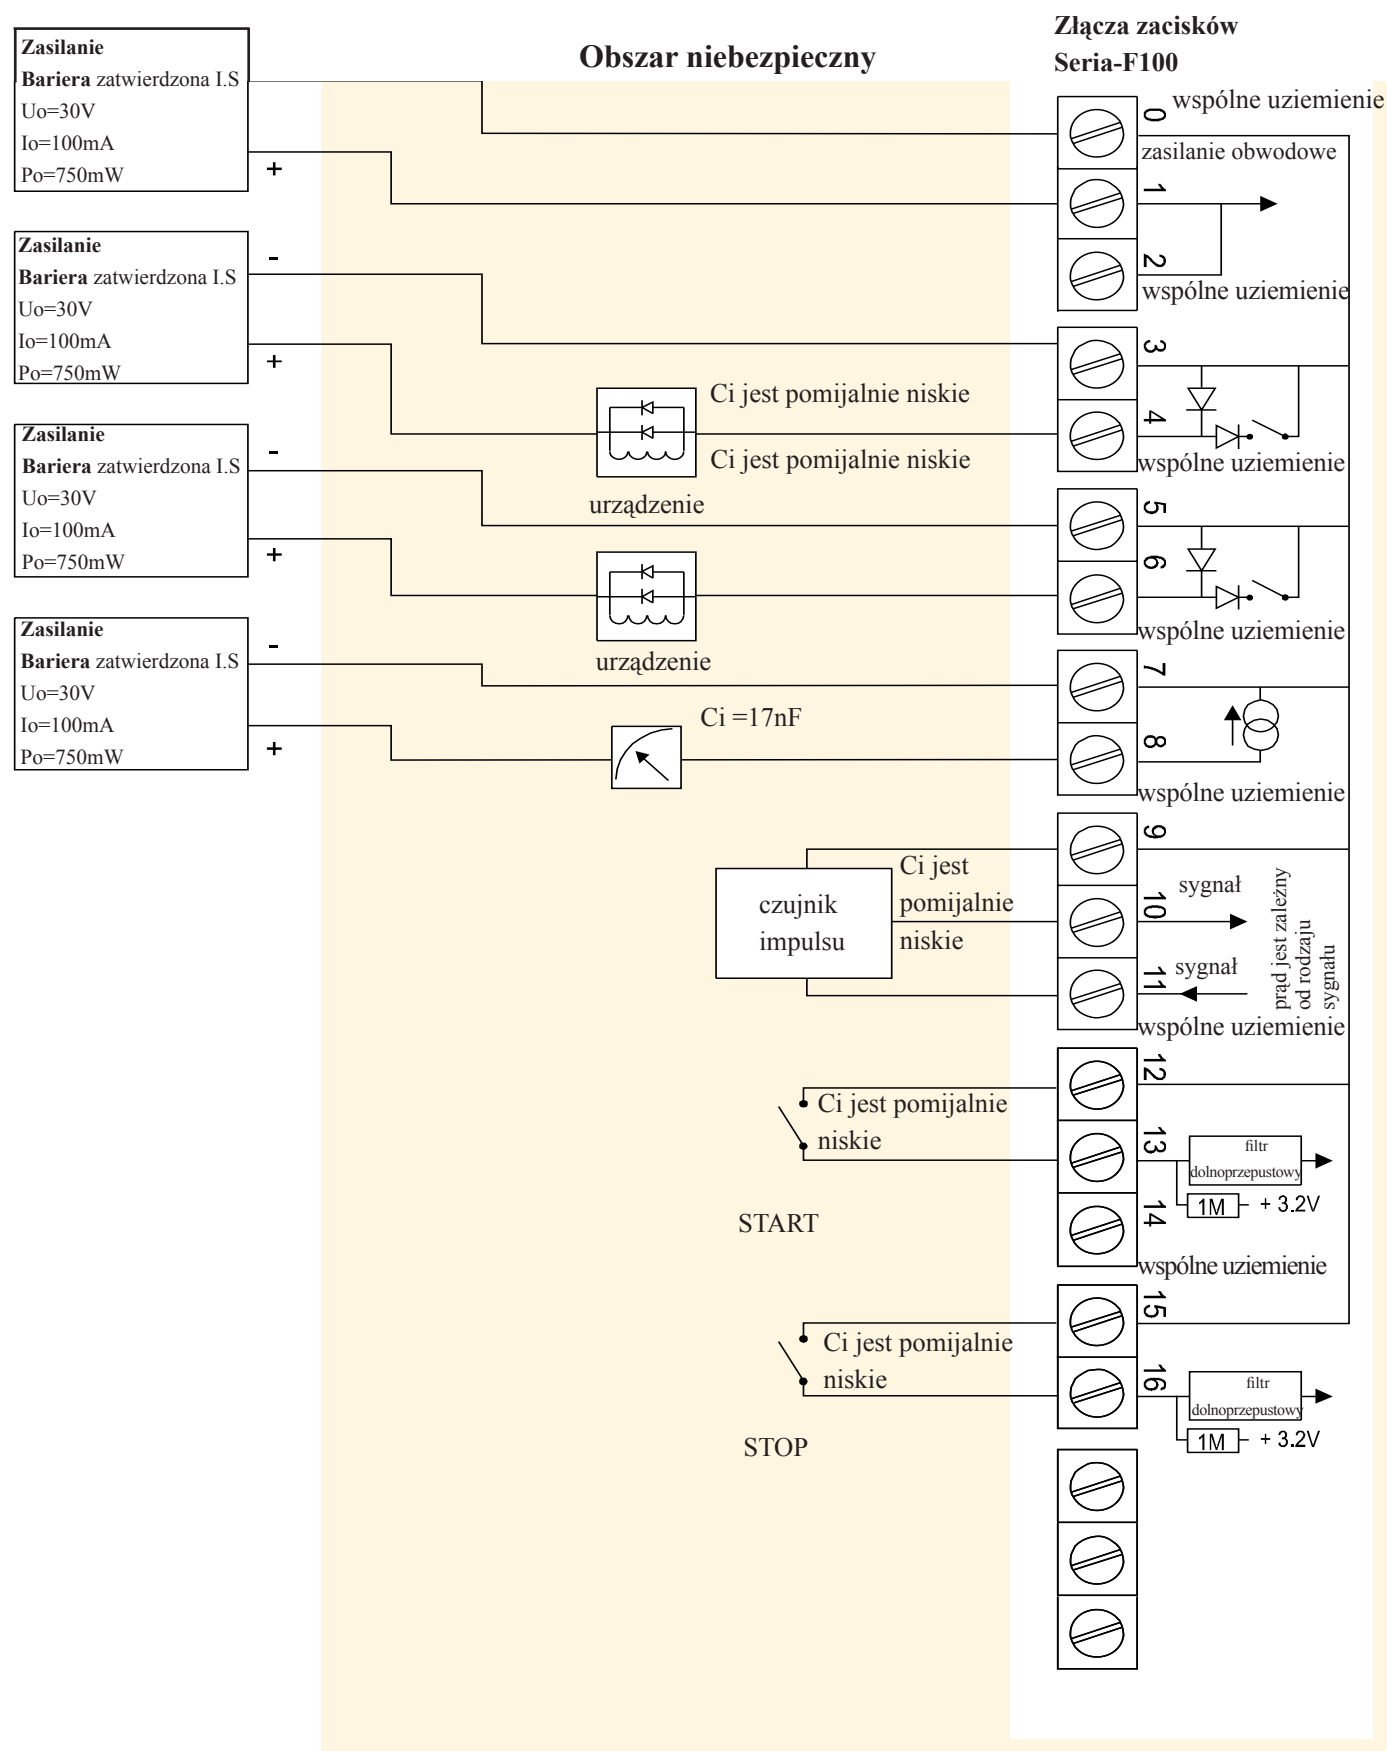 Złącza zacisków
Seria-F100
Obszar niebezpieczny
Zasilanie
Bariera zatwierdzona I.S
Uo=30V
Io=100mA
Po=750mW
+
0
wspólne uziemienie
zasilanie obwodowe
1
2
wspólne uziemienie
Zasilanie
Bariera zatwierdzona I.S
Uo=30V
Io=100mA
Po=750mW
-
+
3
Ci jest pomijalnie niskie
4
Ci jest pomijalnie niskie
wspólne uziemienie
urządzenie
Zasilanie
Bariera zatwierdzona I.S
Uo=30V
Io=100mA
Po=750mW
-
+
5
6
wspólne uziemienie
urządzenie
Zasilanie
Bariera zatwierdzona I.S
Uo=30V
Io=100mA
Po=750mW
-
+
7
Ci =17nF
8
wspólne uziemienie
9
czujnik
impulsu
Ci jest
pomijalnie
niskie
10
sygnał
11
sygnał
prąd jest zależny
od rodzaju
sygnału
wspólne uziemienie
12
Ci jest pomijalnie
niskie
13
filtr
dolnoprzepustowy
1M
+ 3.2V
14
START
wspólne uziemienie
15
Ci jest pomijalnie
niskie
16
filtr
dolnoprzepustowy
1M
+ 3.2V
STOP